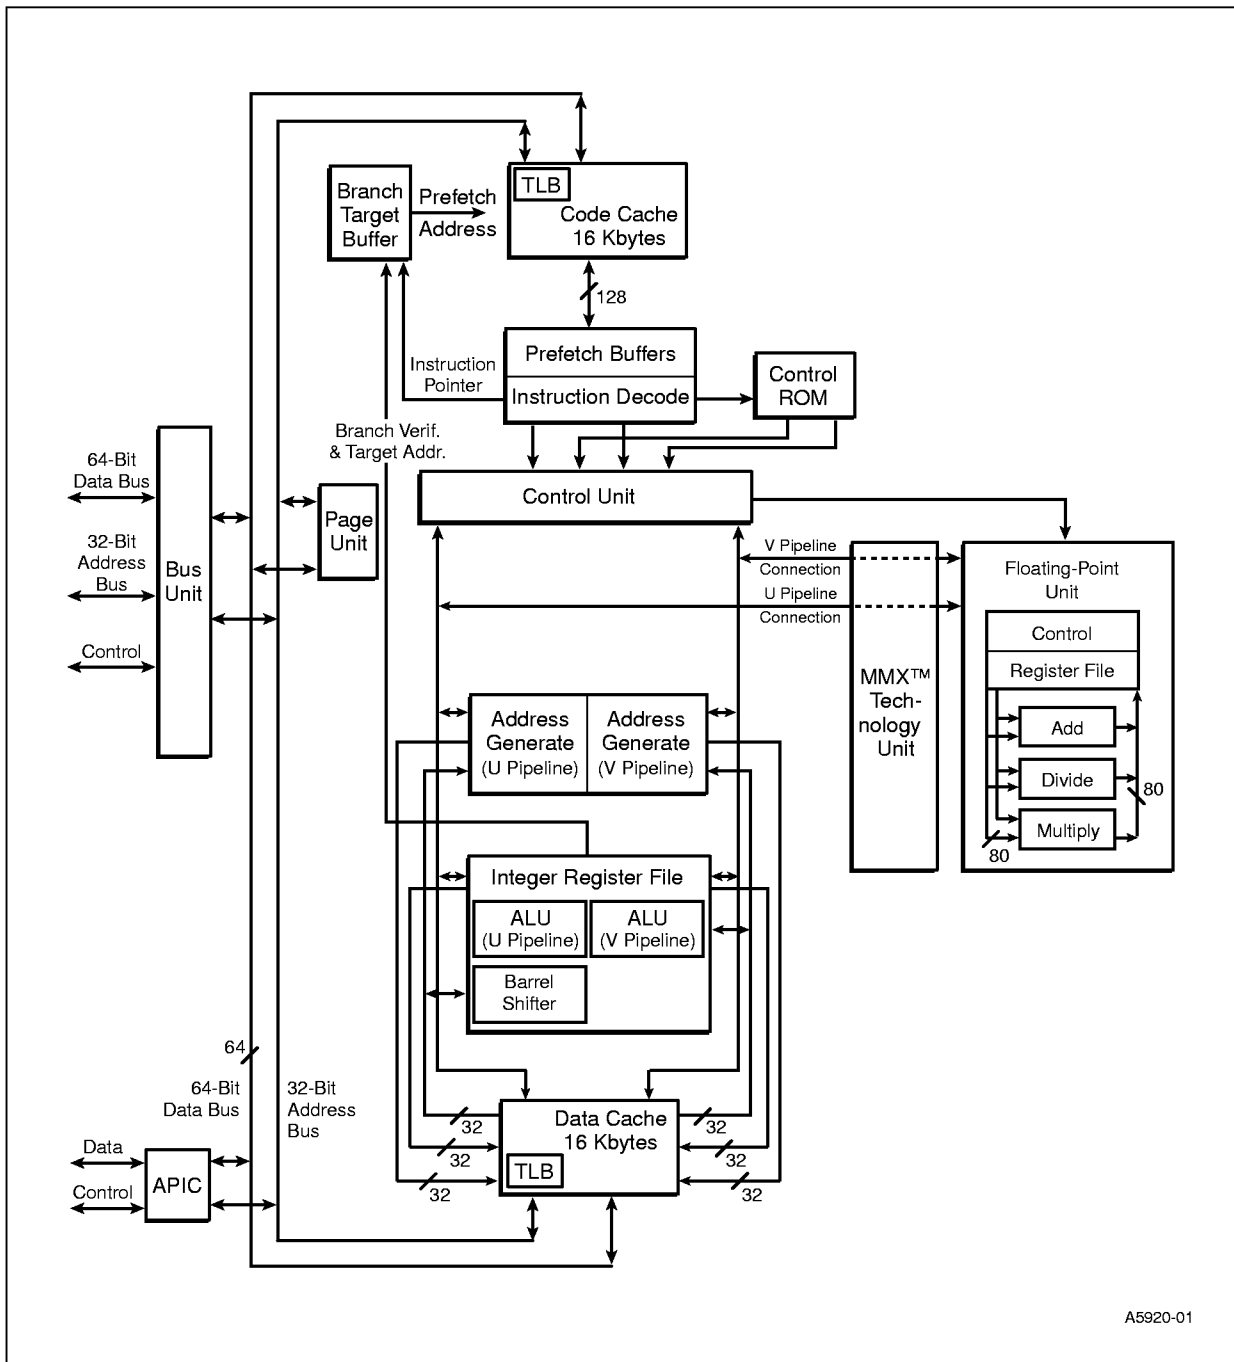 TLB
Code Cache
16 Kbytes
Branch
Target
Buffer
Prefetch
Address
128
Prefetch Buffers
Instruction Decode
Instruction
Pointer
Control
ROM
Branch Verif.
& Target Addr.
Control Unit
64-Bit
Data Bus
32-Bit
Address
Bus
Control
Bus
Unit
Page
Unit
V Pipeline
Connection
U Pipeline
Connection
MMX™
Tech-
nology
Unit
Floating-Point
Unit
Control
Register File
Add
Divide
Multiply
80
80
Address
Generate
(U Pipeline)
Address
Generate
(V Pipeline)
Integer Register File
ALU
(U Pipeline)
ALU
(V Pipeline)
Barrel
Shifter
64
64-Bit
Data Bus
32-Bit
Address
Bus
Data
Control
APIC
Data Cache
16 Kbytes
TLB
32
32
32
32
32
32
A5920-01